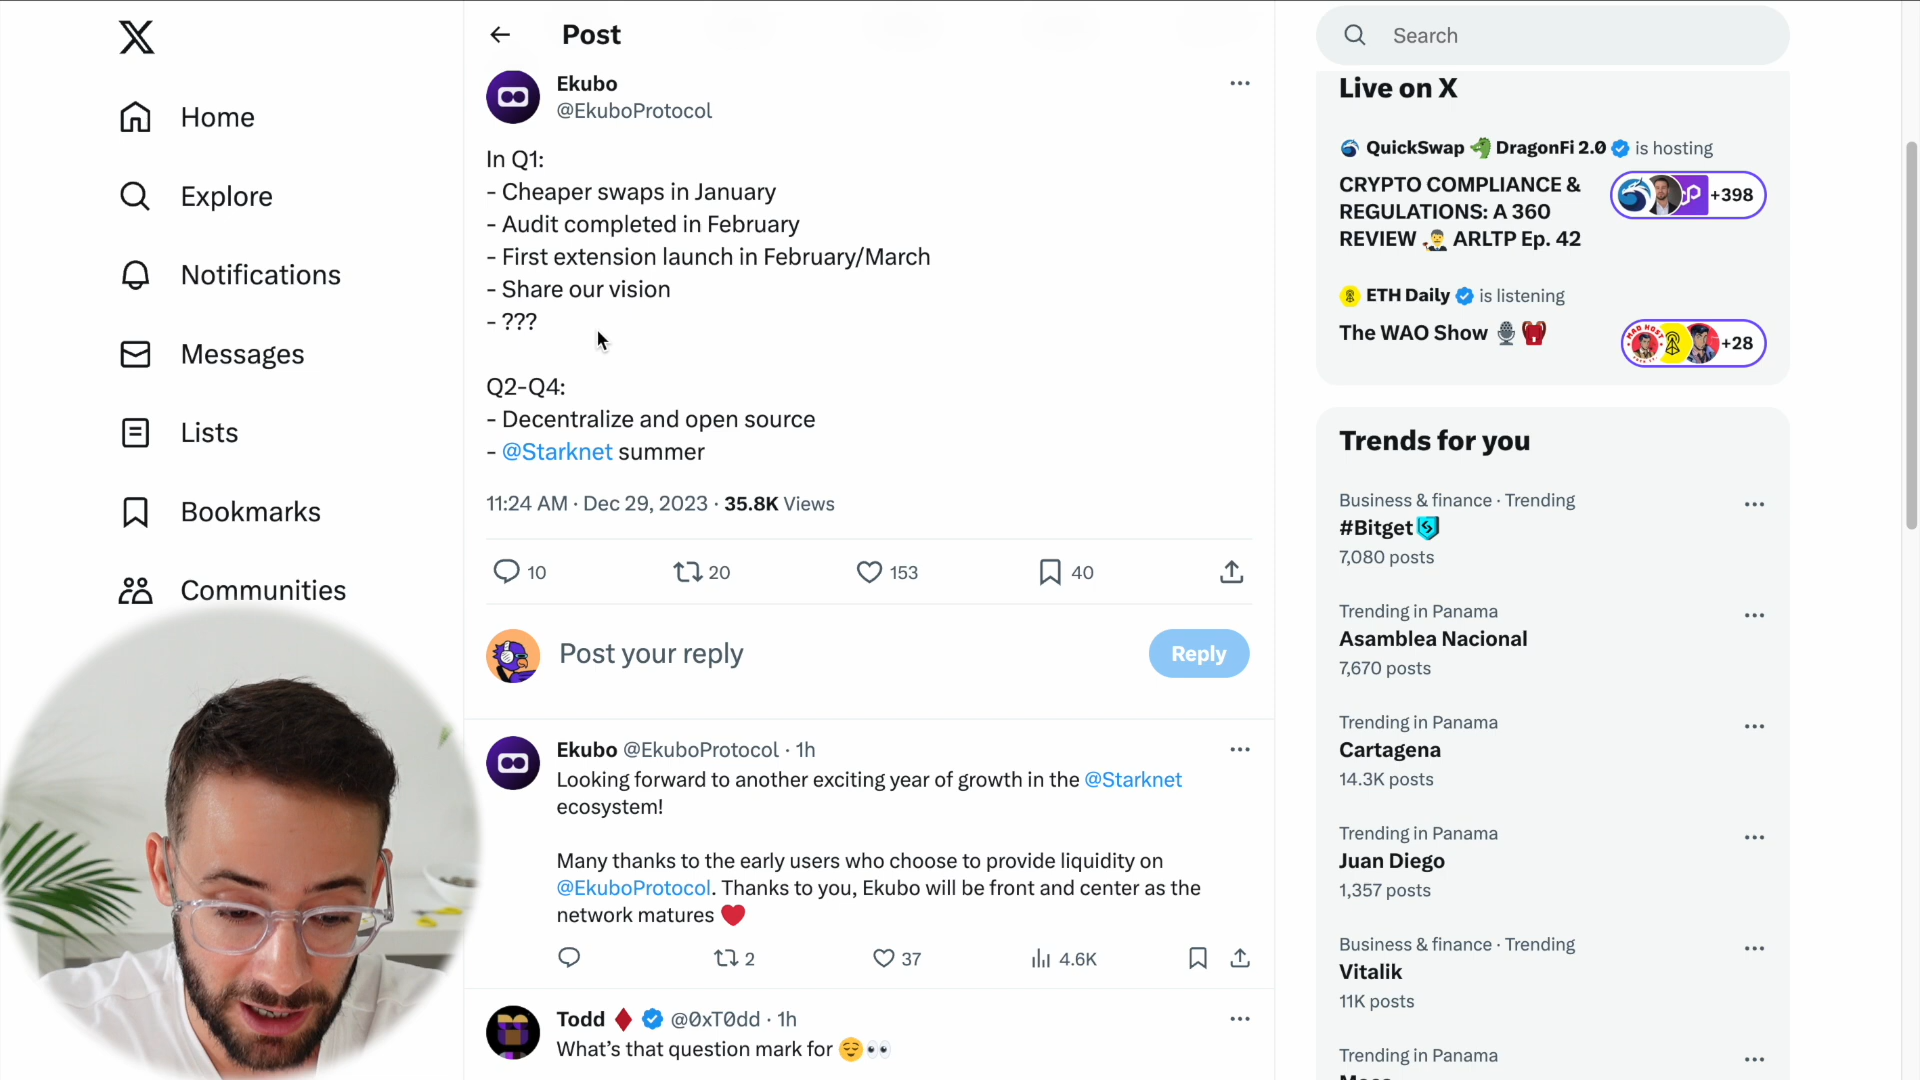 Post
Search
Home
Explore
Notifications
Messages
Lists
Bookmarks
Communities
Ekubo
@EkuboProtocol
In Q1:
- Cheaper swaps in January
- Audit completed in February
- First extension launch in February/March
- Share our vision
- ???
Q2-Q4:
- Decentralize and open source
- @Starknet summer
11:24 AM · Dec 29, 2023 · 35.8K Views
10
20
153
40
Post your reply
Reply
Ekubo @EkuboProtocol · 1h
Looking forward to another exciting year of growth in the @Starknet
ecosystem!
Many thanks to the early users who choose to provide liquidity on
@EkuboProtocol. Thanks to you, Ekubo will be front and center as the
network matures ❤️
2
37
4.6K
Todd ♦️ @0xT0dd · 1h
What’s that question mark for 😌👀
Live on X
QuickSwap 🐉 DragonFi 2.0 is hosting
CRYPTO COMPLIANCE &
REGULATIONS: A 360
REVIEW 👨‍⚖️ ARLTP Ep. 42
+398
ETH Daily is listening
The WAO Show 🎙️🎒
+28
Trends for you
Business & finance · Trending
#Bitget
7,080 posts
Trending in Panama
Asamblea Nacional
7,670 posts
Trending in Panama
Cartagena
14.3K posts
Trending in Panama
Juan Diego
1,357 posts
Business & finance · Trending
Vitalik
11K posts
Trending in Panama